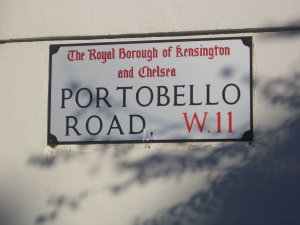 The Royal Borough of Kensington
and Chelsea
PORTOBELLO
ROAD, W.11